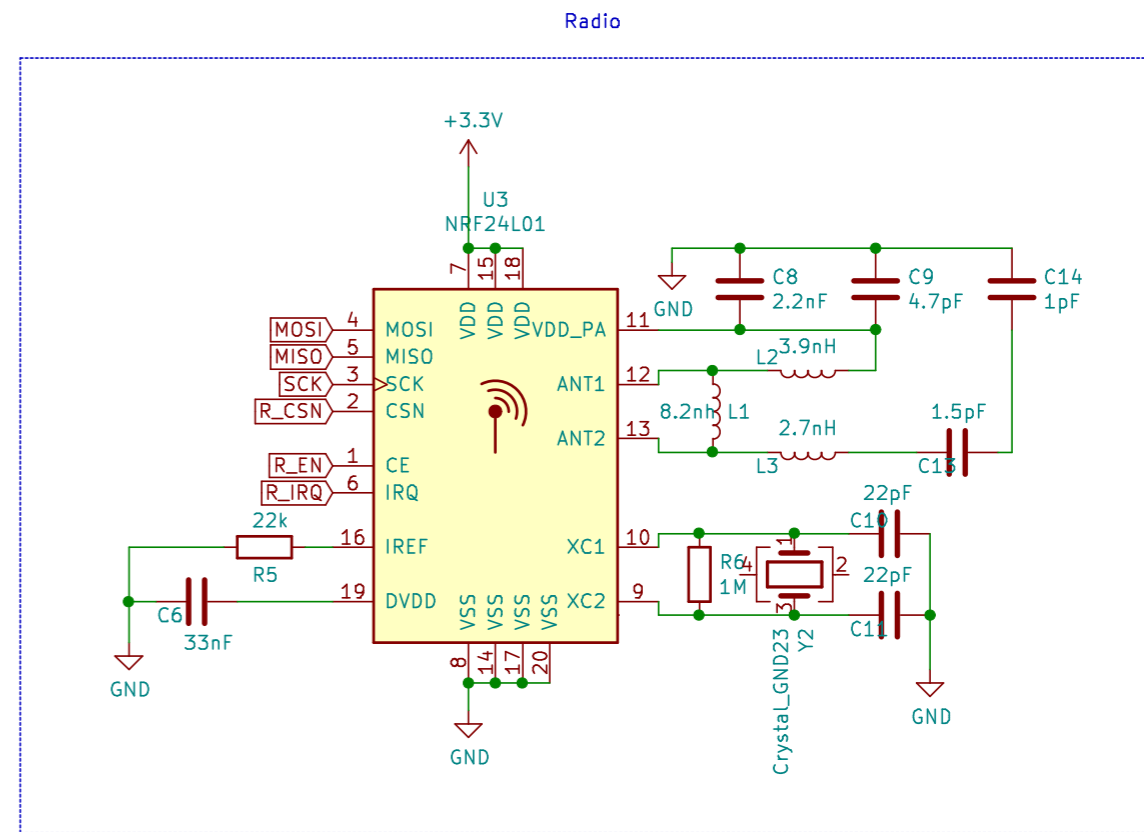 Radio
+3.3V
U3
NRF24L01
7
15
18
VDD
VDD
VDD
MOSI
4
MOSI
MISO
5
MISO
SCK
3
SCK
R_CSN
2
CSN
R_EN
1
CE
R_IRQ
6
IRQ
22k
16
IREF
R5
19
DVDD
C6
33nF
GND
VSS
VSS
VSS
VSS
8
14
17
20
GND
VDD_PA
11
ANT1
12
ANT2
13
XC1
10
XC2
9
GND
C8
2.2nF
C9
4.7pF
C14
1pF
3.9nH
L2
8.2nh
L1
2.7nH
L3
1.5pF
C13
22pF
C10
R6
1M
4
1
2
3
22pF
C11
Crystal_GND23
Y2
GND